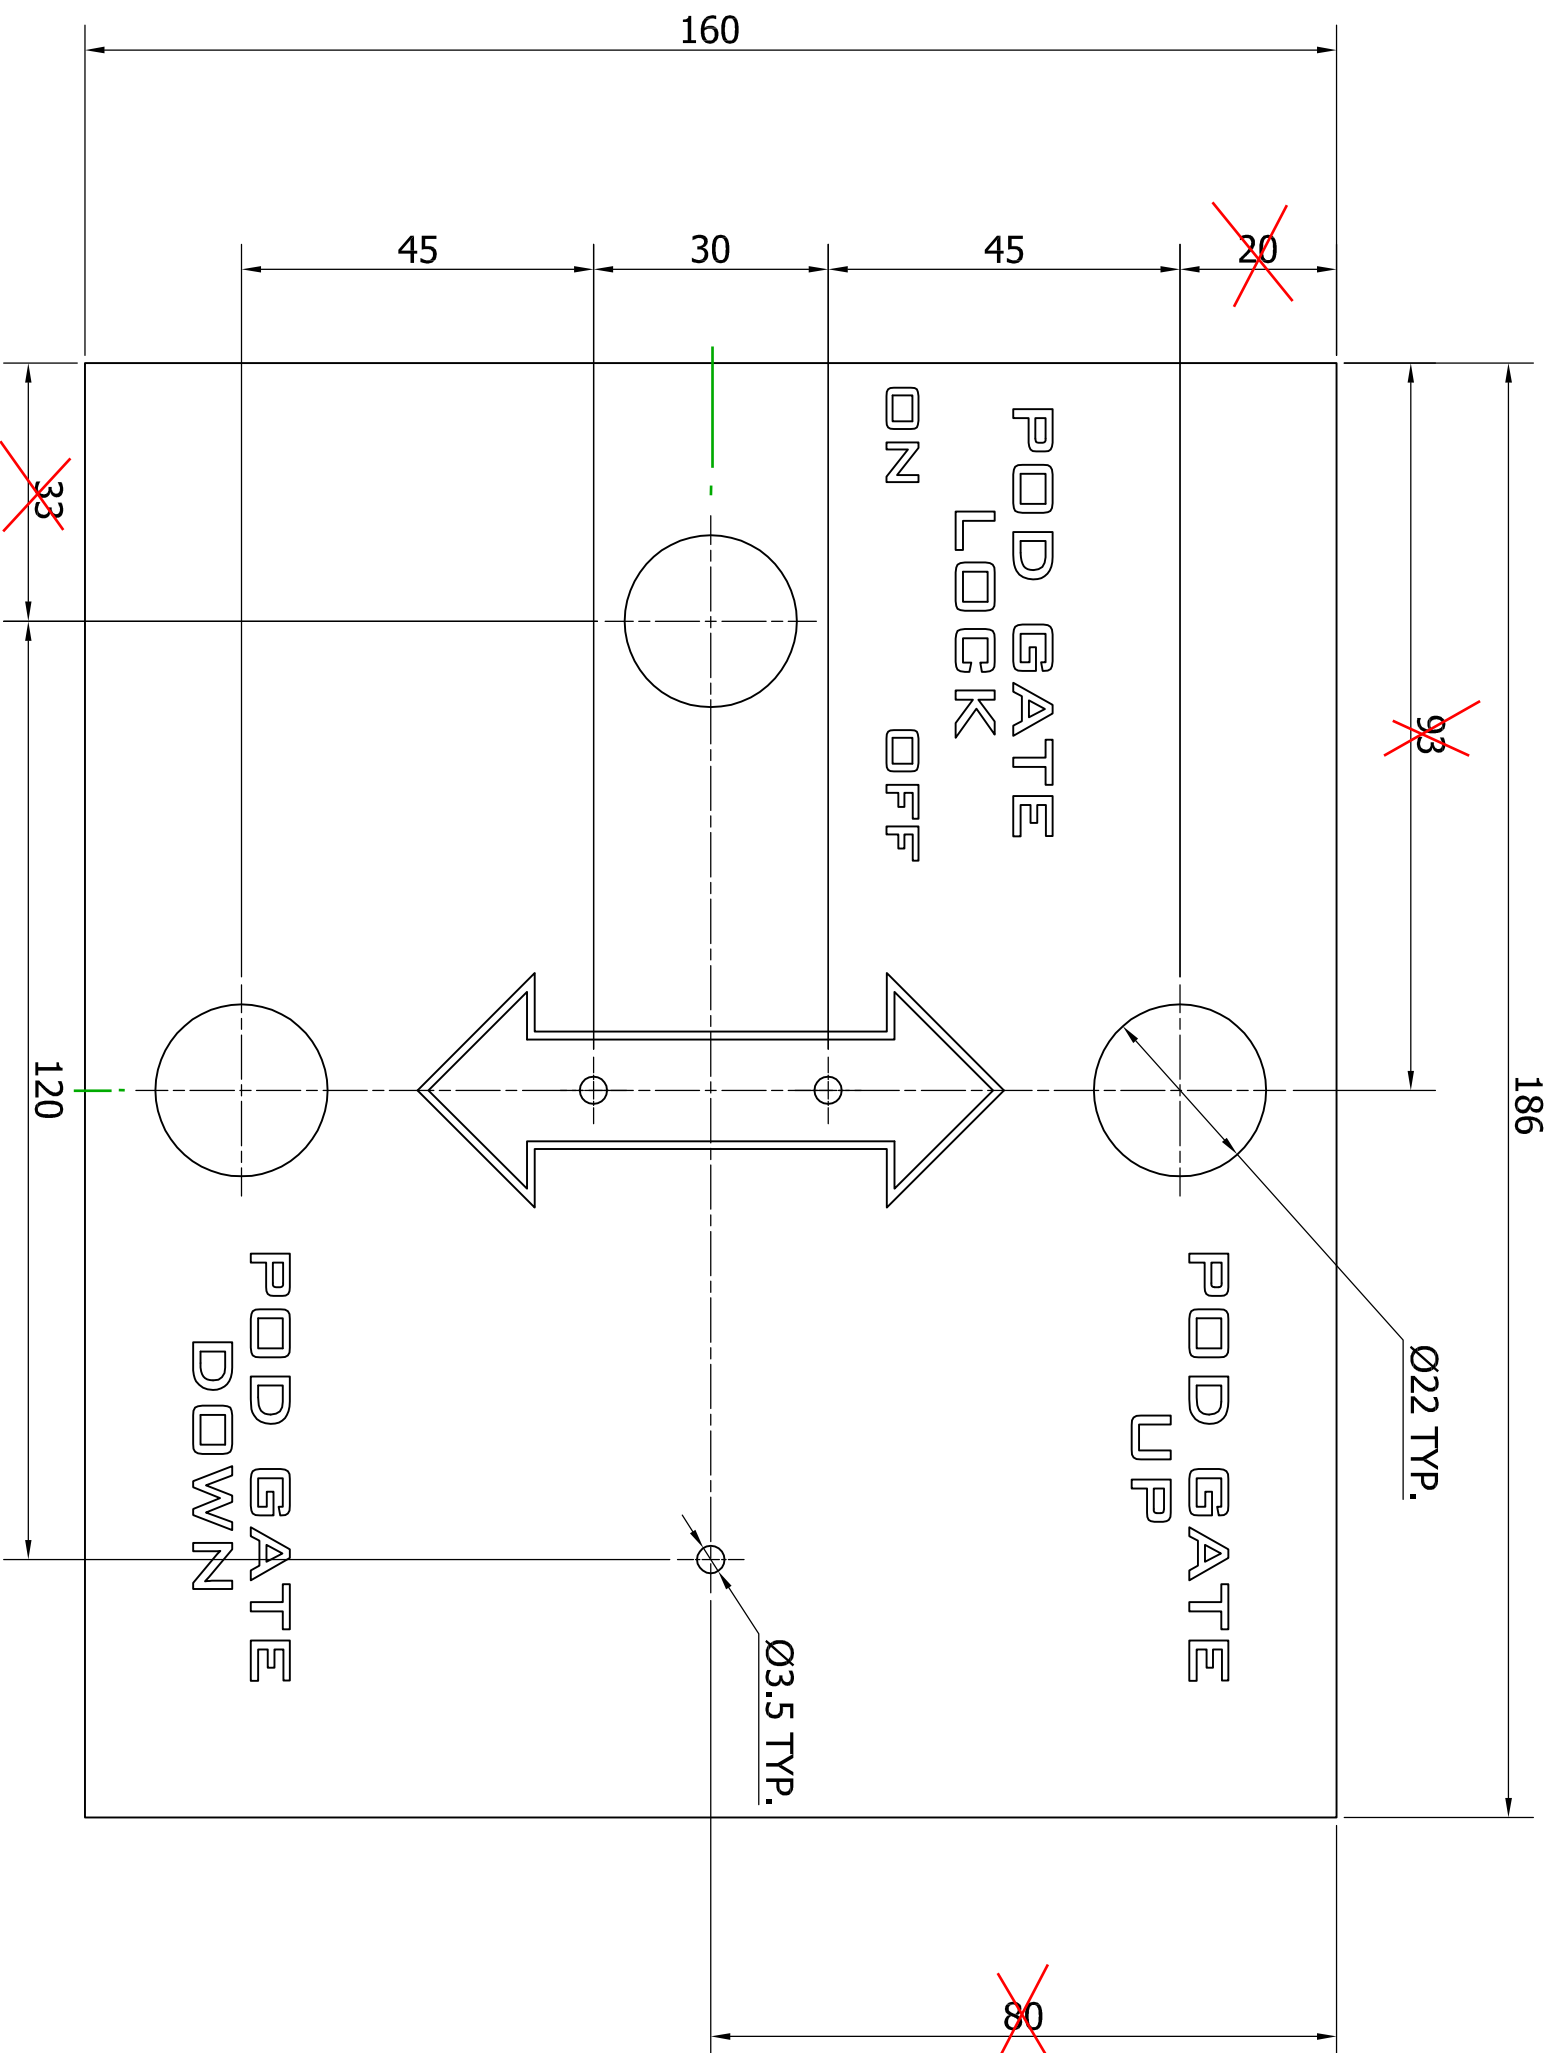 160
45
30
45
20
33
120
93
186
POD GATE
LOCK
ON OFF
POD GATE
UP
POD GATE
DOWN
Ø22 TYP.
Ø3.5 TYP.
80